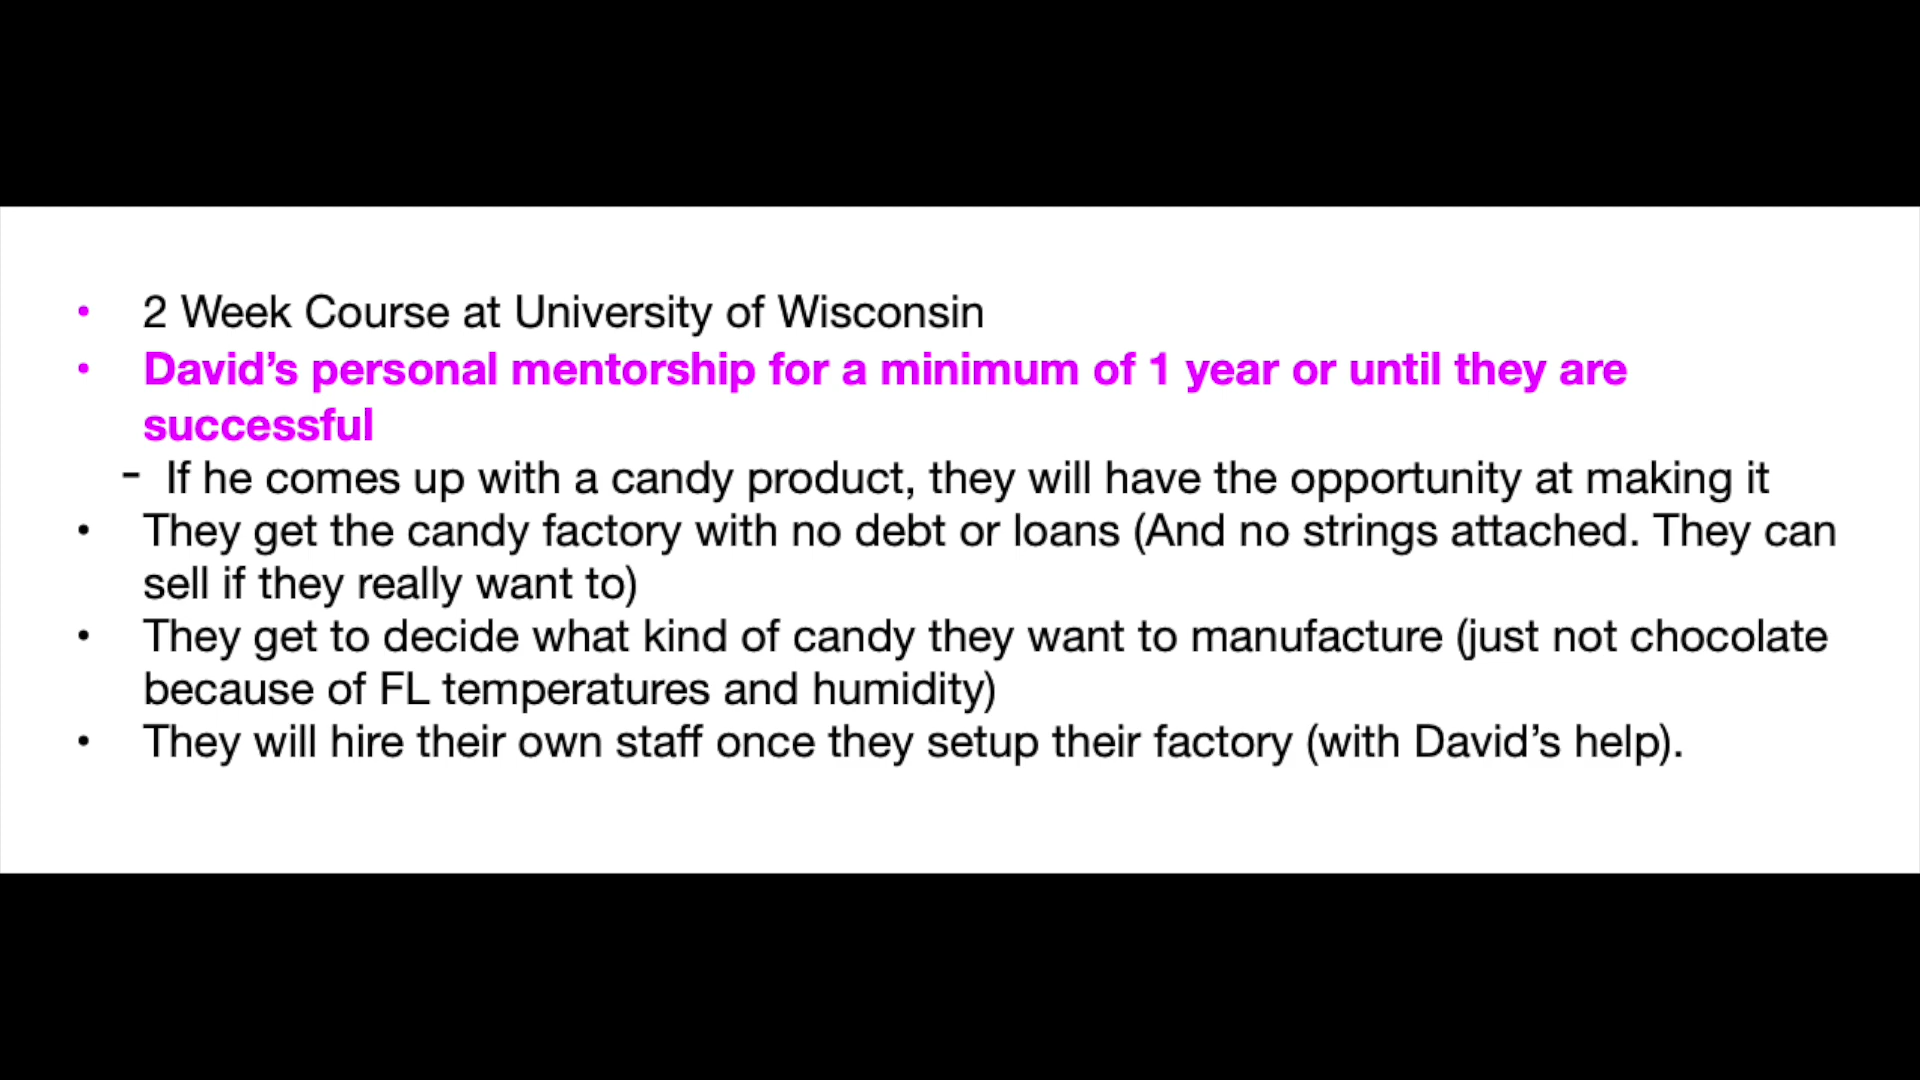 • 2 Week Course at University of Wisconsin
• David’s personal mentorship for a minimum of 1 year or until they are
successful
- If he comes up with a candy product, they will have the opportunity at making it
• They get the candy factory with no debt or loans (And no strings attached. They can
sell if they really want to)
• They get to decide what kind of candy they want to manufacture (just not chocolate
because of FL temperatures and humidity)
• They will hire their own staff once they setup their factory (with David’s help).